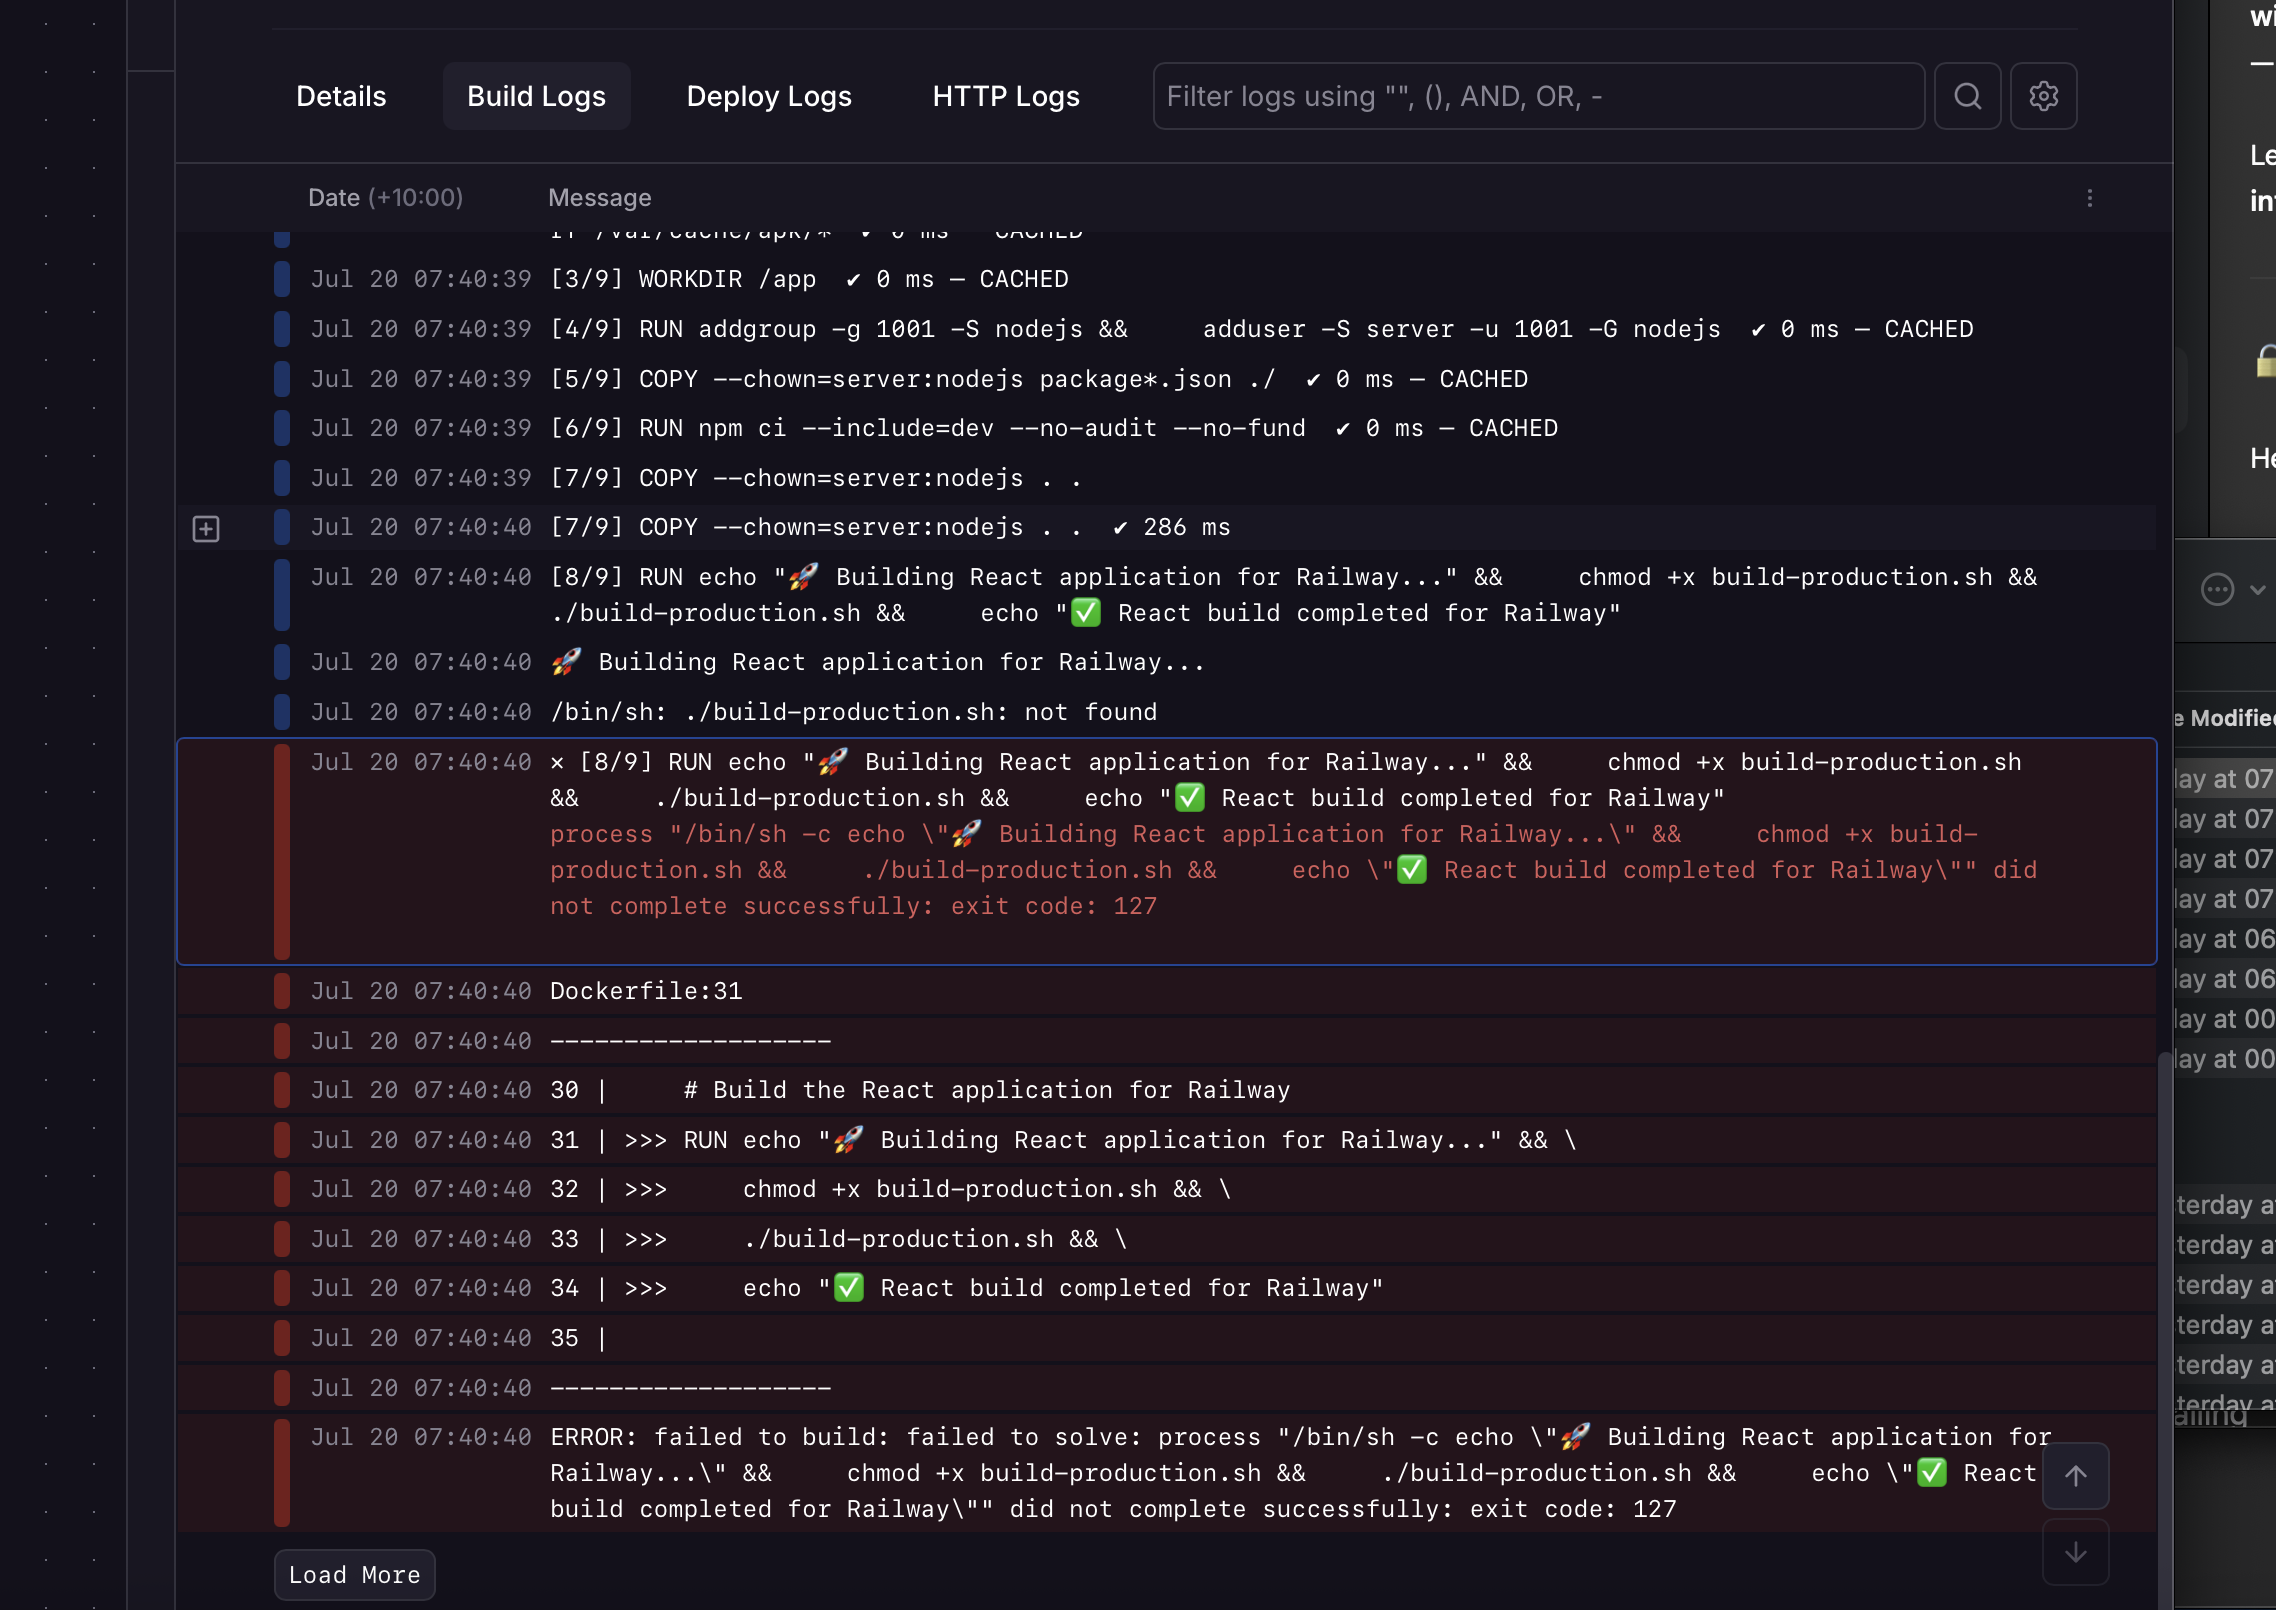 Details
Build Logs
Deploy Logs
HTTP Logs
Filter logs using "", (), AND, OR, -
Date (+10:00)
Message
rf /var/cache/apk/* ✔ 0 ms – CACHED
Jul 20 07:40:39 [3/9] WORKDIR /app ✔ 0 ms – CACHED
Jul 20 07:40:39 [4/9] RUN addgroup -g 1001 -S nodejs && adduser -S server -u 1001 -G nodejs ✔ 0 ms – CACHED
Jul 20 07:40:39 [5/9] COPY --chown=server:nodejs package*.json ./ ✔ 0 ms – CACHED
Jul 20 07:40:39 [6/9] RUN npm ci --include=dev --no-audit --no-fund ✔ 0 ms – CACHED
Jul 20 07:40:39 [7/9] COPY --chown=server:nodejs . .
Jul 20 07:40:40 [7/9] COPY --chown=server:nodejs . . ✔ 286 ms
Jul 20 07:40:40 [8/9] RUN echo "🚀 Building React application for Railway..." && chmod +x build-production.sh &&
./build-production.sh && echo "✅ React build completed for Railway"
Jul 20 07:40:40 🚀 Building React application for Railway...
Jul 20 07:40:40 /bin/sh: ./build-production.sh: not found
Jul 20 07:40:40 ✕ [8/9] RUN echo "🚀 Building React application for Railway..." && chmod +x build-production.sh
&& ./build-production.sh && echo "✅ React build completed for Railway"
process "/bin/sh -c echo \"🚀 Building React application for Railway...\" && chmod +x build-
production.sh && ./build-production.sh && echo \"✅ React build completed for Railway\"" did
not complete successfully: exit code: 127
Jul 20 07:40:40 Dockerfile:31
Jul 20 07:40:40 -------------------
Jul 20 07:40:40 30 | # Build the React application for Railway
Jul 20 07:40:40 31 | >>> RUN echo "🚀 Building React application for Railway..." && \
Jul 20 07:40:40 32 | >>> chmod +x build-production.sh && \
Jul 20 07:40:40 33 | >>> ./build-production.sh && \
Jul 20 07:40:40 34 | >>> echo "✅ React build completed for Railway"
Jul 20 07:40:40 35 |
Jul 20 07:40:40 -------------------
Jul 20 07:40:40 ERROR: failed to build: failed to solve: process "/bin/sh -c echo \"🚀 Building React application for
Railway...\" && chmod +x build-production.sh && ./build-production.sh && echo \"✅ React
build completed for Railway\"" did not complete successfully: exit code: 127
Load More
wi
—
Le
in
He
e Modified
lay at 07
lay at 07
lay at 07
lay at 07
lay at 06
lay at 06
lay at 00
lay at 00
terday a
terday a
terday a
terday a
terday a
terday a